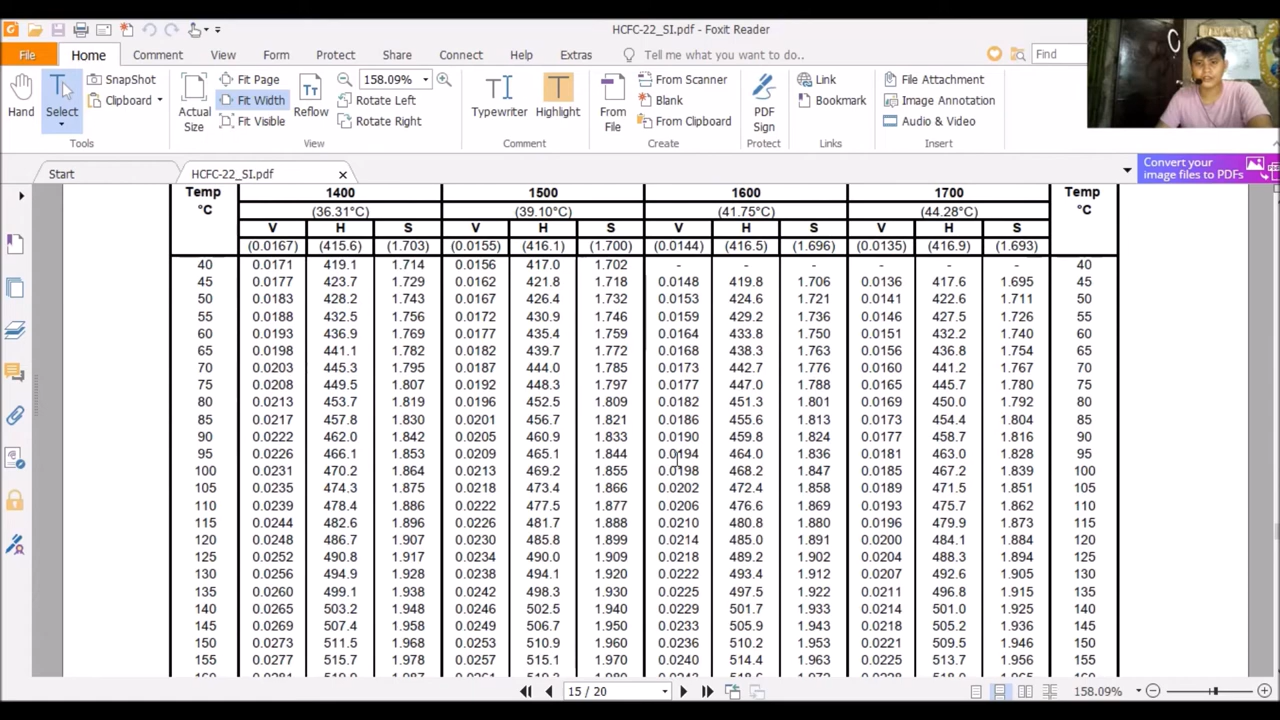 HCFC-22_SI.pdf - Foxit Reader
File Home Comment View Form Protect Share Connect Help Extras Tell me what you want to do.. Find
Hand Select SnapShot Clipboard Actual Size Fit Page Fit Width Fit Visible Reflow 158.09% Rotate Left Rotate Right Typewriter Highlight From File From Scanner Blank From Clipboard PDF Sign Link Bookmark File Attachment Image Annotation Audio & Video
Tools View Comment Create Protect Links Insert
Start HCFC-22_SI.pdf Convert your image files to PDFs
Temp 1400 1500 1600 1700 Temp
°C (36.31°C) (39.10°C) (41.75°C) (44.28°C) °C
V H S V H S V H S V H S
(0.0167) (415.6) (1.703) (0.0155) (416.1) (1.700) (0.0144) (416.5) (1.696) (0.0135) (416.9) (1.693)
40 0.0171 419.1 1.714 0.0156 417.0 1.702 - - - - - - 40
45 0.0177 423.7 1.729 0.0162 421.8 1.718 0.0148 419.8 1.706 0.0136 417.6 1.695 45
50 0.0183 428.2 1.743 0.0167 426.4 1.732 0.0153 424.6 1.721 0.0141 422.6 1.711 50
55 0.0188 432.5 1.756 0.0172 430.9 1.746 0.0159 429.2 1.736 0.0146 427.5 1.726 55
60 0.0193 436.9 1.769 0.0177 435.4 1.759 0.0164 433.8 1.750 0.0151 432.2 1.740 60
65 0.0198 441.1 1.782 0.0182 439.7 1.772 0.0168 438.3 1.763 0.0156 436.8 1.754 65
70 0.0203 445.3 1.795 0.0187 444.0 1.785 0.0173 442.7 1.776 0.0160 441.2 1.767 70
75 0.0208 449.5 1.807 0.0192 448.3 1.797 0.0177 447.0 1.788 0.0165 445.7 1.780 75
80 0.0213 453.7 1.819 0.0196 452.5 1.809 0.0182 451.3 1.801 0.0169 450.0 1.792 80
85 0.0217 457.8 1.830 0.0201 456.7 1.821 0.0186 455.6 1.813 0.0173 454.4 1.804 85
90 0.0222 462.0 1.842 0.0205 460.9 1.833 0.0190 459.8 1.824 0.0177 458.7 1.816 90
95 0.0226 466.1 1.853 0.0209 465.1 1.844 0.0194 464.0 1.836 0.0181 463.0 1.828 95
100 0.0231 470.2 1.864 0.0213 469.2 1.855 0.0198 468.2 1.847 0.0185 467.2 1.839 100
105 0.0235 474.3 1.875 0.0218 473.4 1.866 0.0202 472.4 1.858 0.0189 471.5 1.851 105
110 0.0239 478.4 1.886 0.0222 477.5 1.877 0.0206 476.6 1.869 0.0193 475.7 1.862 110
115 0.0244 482.6 1.896 0.0226 481.7 1.888 0.0210 480.8 1.880 0.0196 479.9 1.873 115
120 0.0248 486.7 1.907 0.0230 485.8 1.899 0.0214 485.0 1.891 0.0200 484.1 1.884 120
125 0.0252 490.8 1.917 0.0234 490.0 1.909 0.0218 489.2 1.902 0.0204 488.3 1.894 125
130 0.0256 494.9 1.928 0.0238 494.1 1.920 0.0222 493.4 1.912 0.0207 492.6 1.905 130
135 0.0260 499.1 1.938 0.0242 498.3 1.930 0.0225 497.5 1.922 0.0211 496.8 1.915 135
140 0.0265 503.2 1.948 0.0246 502.5 1.940 0.0229 501.7 1.933 0.0214 501.0 1.925 140
145 0.0269 507.4 1.958 0.0249 506.7 1.950 0.0233 505.9 1.943 0.0218 505.2 1.936 145
150 0.0273 511.5 1.968 0.0253 510.9 1.960 0.0236 510.2 1.953 0.0221 509.5 1.946 150
155 0.0277 515.7 1.978 0.0257 515.1 1.970 0.0240 514.4 1.963 0.0225 513.7 1.956 155
15 / 20 158.09%